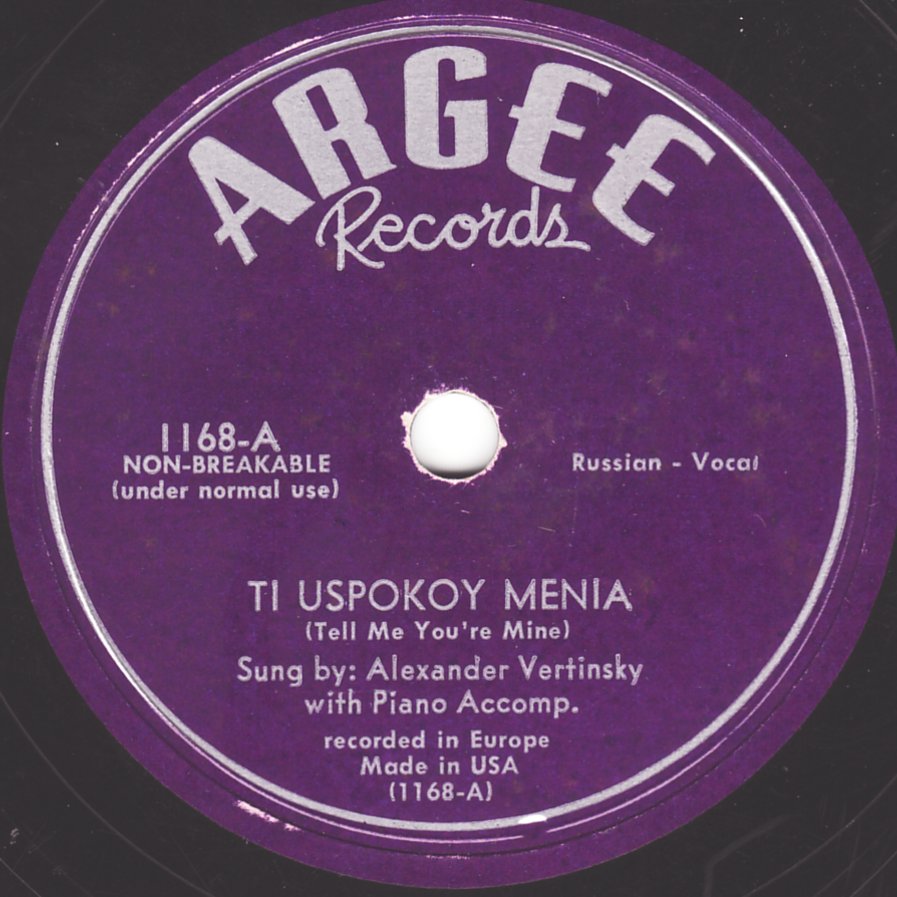 ARGEE
Records
1168-A
NON-BREAKABLE
(under normal use)
Russian - Vocal
TI USPOKOY MENIA
(Tell Me You're Mine)
Sung by: Alexander Vertinsky
with Piano Accomp.
recorded in Europe
Made in USA
(1168-A)